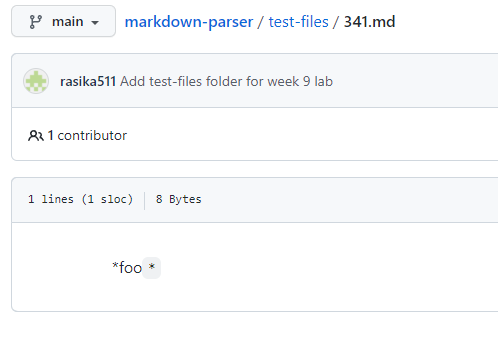 main markdown-parser / test-files / 341.md
rasika511 Add test-files folder for week 9 lab
1 contributor
1 lines (1 sloc) 8 Bytes
*foo *